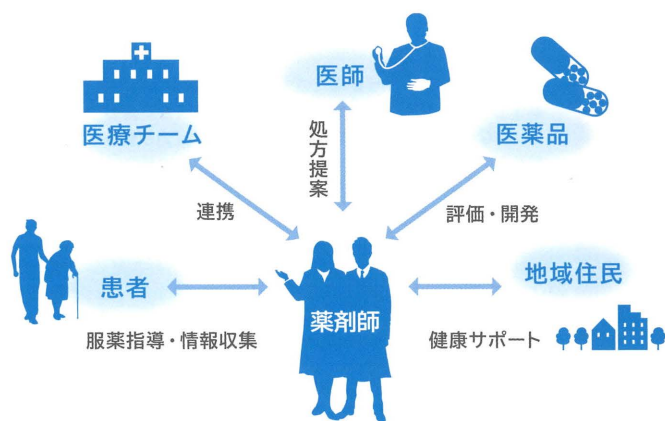 医師
医療チーム
医薬品
処方提案
連携
評価・開発
患者
薬剤師
地域住民
服薬指導・情報収集
健康サポート